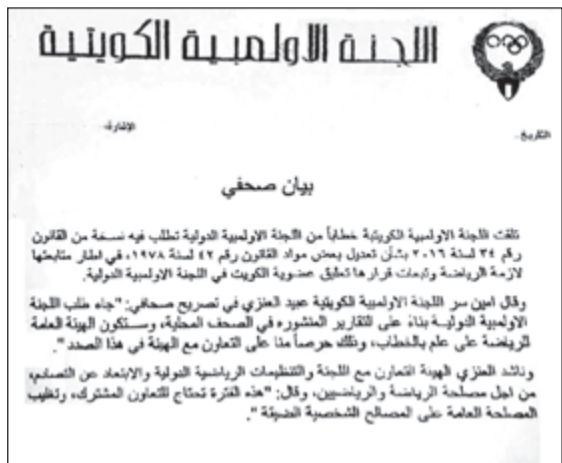 اللجنة الاولمبية الكويتية
الإشارة:-
التاريخ:-
بيان صحفي
تلقت اللجنة الاولمبية الكويتية خطاباً من اللجنة الاولمبية الدولية تطلب فيه نسخة من القانون
رقم ٣٤ لسنة ٢٠١٦ بشأن تعديل بعض مواد القانون رقم ٤٢ لسنة ١٩٧٨، في اطار متابعتها
لازمة الرياضة وتبعات قرارها تعليق عضوية الكويت في اللجنة الاولمبية الدولية.
وقال امين سر اللجنة الاولمبية الكويتية عبيد العنزي في تصريح صحافي: "جاء طلب اللجنة
الاولمبية الدولية بناءً على التقارير المنشوره في الصحف المحلية، وستكون الهيئة العامة
للرياضة على علم بالخطاب، وذلك حرصاً منا على التعاون مع الهيئة في هذا الصدد".
وناشد العنزي الهيئة التعاون مع اللجنة والتنظيمات الرياضية الدولية والابتعاد عن التصادم،
من اجل مصلحة الرياضة والرياضيين، وقال: "هذه الفترة تحتاج للتعاون المشترك، وتغليب
المصلحة العامة على المصالح الشخصية الضيقة".